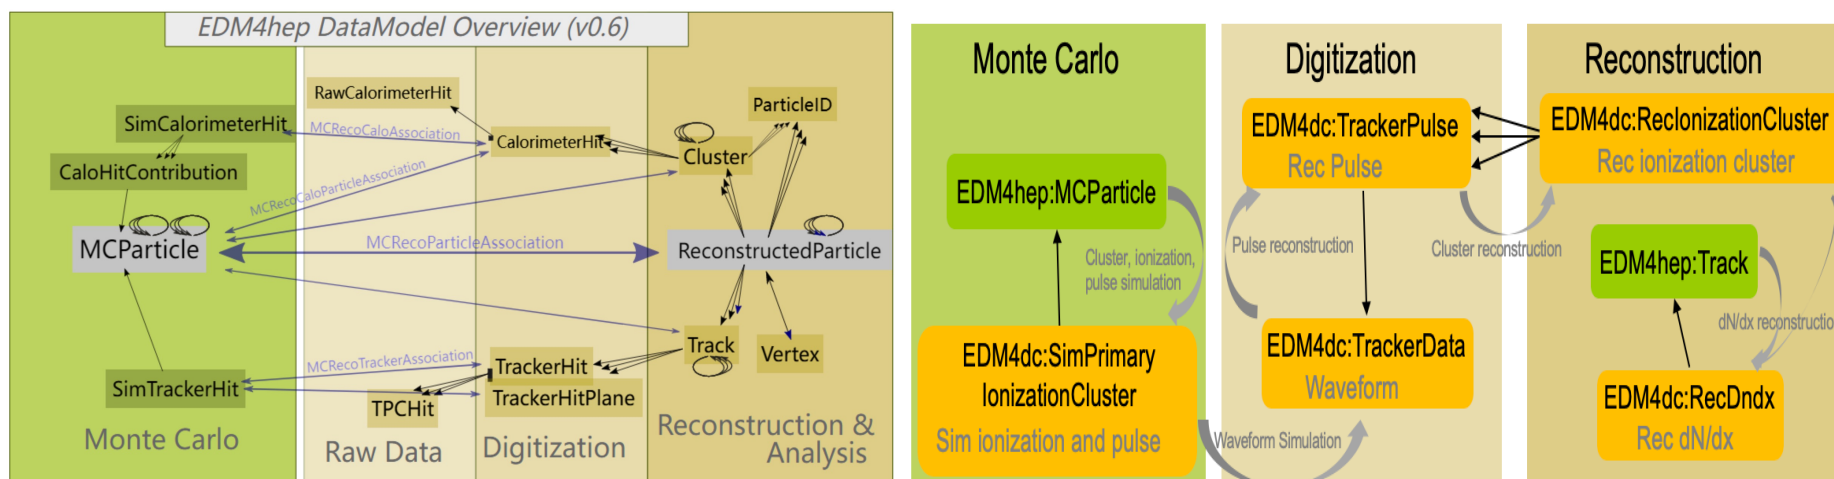 EDM4hep DataModel Overview (v0.6)
RawCalorimeterHit
ParticleID
SimCalorimeterHit
MCRecoCaloAssociation
CalorimeterHit
Cluster
CaloHitContribution
MCRecoCaloParticleAssociation
MCParticle
MCRecoParticleAssociation
ReconstructedParticle
MCRecoTrackerAssociation
Track
Vertex
TrackerHit
SimTrackerHit
TPCHit
TrackerHitPlane
Monte Carlo
Raw Data
Digitization
Reconstruction &
Analysis
Monte Carlo
EDM4hep:MCParticle
Cluster, ionization,
pulse simulation
EDM4dc:SimPrimary
IonizationCluster
Sim ionization and pulse
Waveform Simulation
Digitization
EDM4dc:TrackerPulse
Rec Pulse
Pulse reconstruction
Cluster reconstruction
EDM4dc:TrackerData
Waveform
Reconstruction
EDM4dc:RecIonizationCluster
Rec ionization cluster
EDM4hep:Track
dN/dx reconstruction
EDM4dc:RecDndx
Rec dN/dx